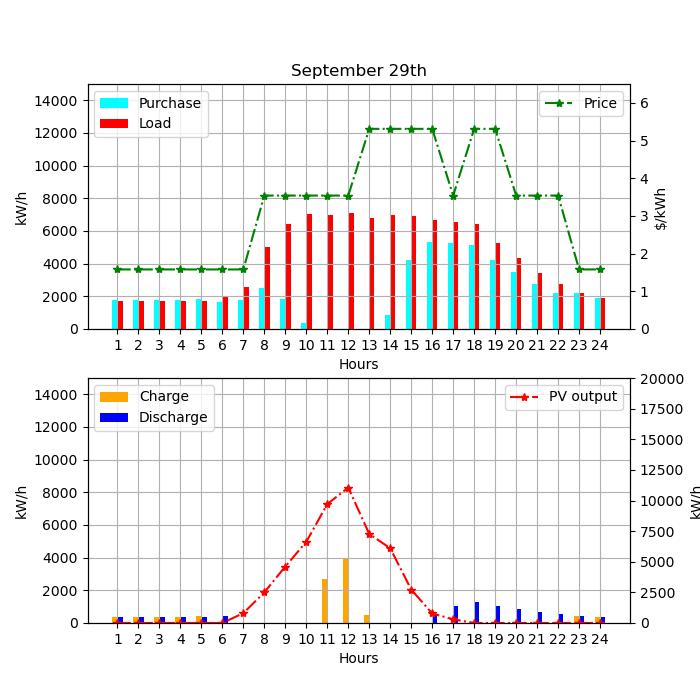 September 29th
14000
12000
10000
8000
6000
4000
2000
0
kW/h
Purchase
Load
Price
6
5
4
3
2
1
0
$/kWh
1 2 3 4 5 6 7 8 9 10 11 12 13 14 15 16 17 18 19 20 21 22 23 24
Hours
14000
12000
10000
8000
6000
4000
2000
0
kW/h
Charge
Discharge
PV output
20000
17500
15000
12500
10000
7500
5000
2500
0
kW/h
1 2 3 4 5 6 7 8 9 10 11 12 13 14 15 16 17 18 19 20 21 22 23 24
Hours